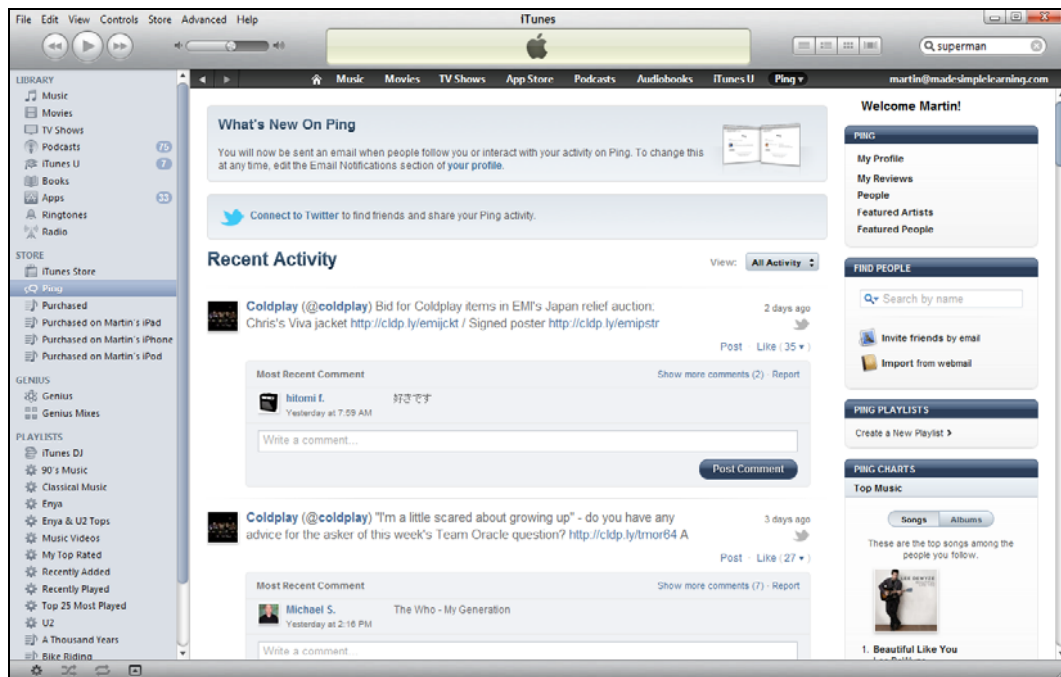 File Edit View Controls Store Advanced Help
iTunes
superman
LIBRARY
Music
Movies
TV Shows
Podcasts 75
iTunes U 7
Books
Apps 33
Ringtones
Radio
STORE
iTunes Store
Ping
Purchased
Purchased on Martin's iPad
Purchased on Martin's iPhone
Purchased on Martin's iPod
GENIUS
Genius
Genius Mixes
PLAYLISTS
iTunes DJ
90's Music
Classical Music
Enya
Enya & U2 Tops
Music Videos
My Top Rated
Recently Added
Recently Played
Top 25 Most Played
U2
A Thousand Years
Bike Riding
Music Movies TV Shows App Store Podcasts Audiobooks iTunes U Ping
martin@madesimplelearning.com
What's New On Ping
You will now be sent an email when people follow you or interact with your activity on Ping. To change this
at any time, edit the Email Notifications section of your profile.
Connect to Twitter to find friends and share your Ping activity.
Recent Activity
View: All Activity
Coldplay (@coldplay) Bid for Coldplay items in EMI's Japan relief auction:
Chris's Viva jacket http://cldp.ly/emijckt / Signed poster http://cldp.ly/emipstr
2 days ago
Post · Like (35 ▾)
Most Recent Comment
Show more comments (2) · Report
hitomi f. 好きです
Yesterday at 7:59 AM
Write a comment...
Post Comment
Coldplay (@coldplay) "I'm a little scared about growing up" - do you have any
advice for the asker of this week's Team Oracle question? http://cldp.ly/tmor64 A
3 days ago
Post · Like (27 ▾)
Most Recent Comment
Show more comments (7) · Report
Michael S. The Who - My Generation
Yesterday at 2:16 PM
Write a comment...
Welcome Martin!
PING
My Profile
My Reviews
People
Featured Artists
Featured People
FIND PEOPLE
Search by name
Invite friends by email
Import from webmail
PING PLAYLISTS
Create a New Playlist >
PING CHARTS
Top Music
Songs Albums
These are the top songs among the
people you follow.
1. Beautiful Like You